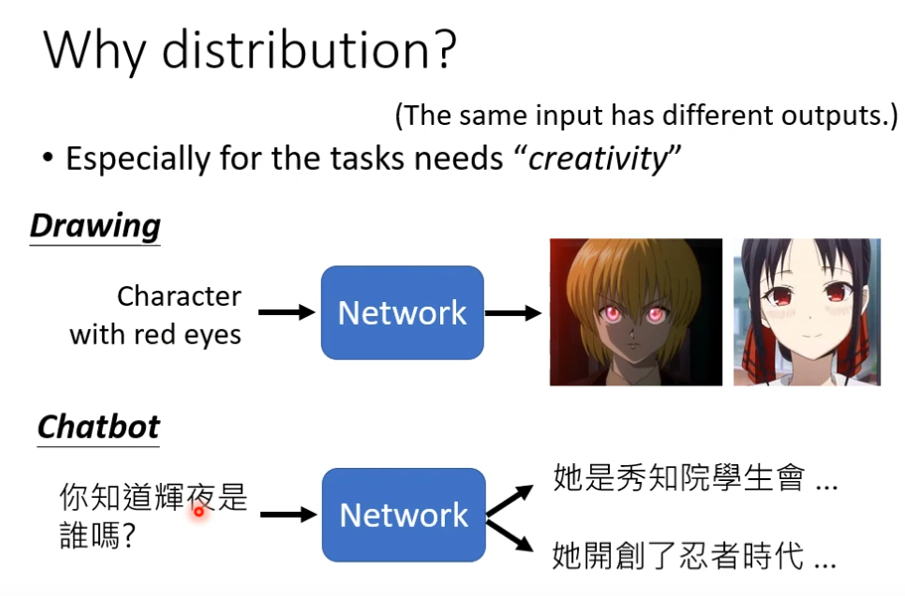 Why distribution?
(The same input has different outputs.)
• Especially for the tasks needs “creativity”
Drawing
Character
with red eyes
Network
Chatbot
你知道輝夜是
誰嗎?
Network
她是秀知院學生會 ...
她開創了忍者時代 ...